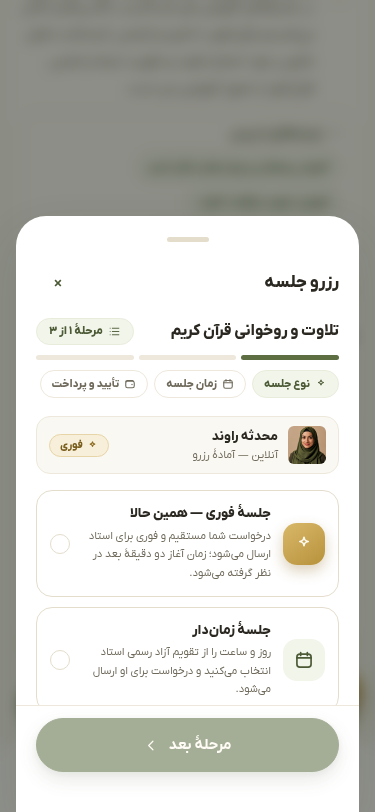 رزرو جلسه
×
تلاوت و روخوانی قرآن کریم
مرحلهٔ ۱ از ۳
نوع جلسه
زمان جلسه
تأیید و پرداخت
محدثه راوند
آنلاین — آمادهٔ رزرو
فوری
جلسهٔ فوری — همین حالا
درخواست شما مستقیم و فوری برای استاد
ارسال می‌شود؛ زمان آغاز دو دقیقهٔ بعد در
نظر گرفته می‌شود.
جلسهٔ زمان‌دار
روز و ساعت را از تقویم آزاد رسمی استاد
انتخاب می‌کنید و درخواست برای او ارسال
می‌شود.
مرحلهٔ بعد